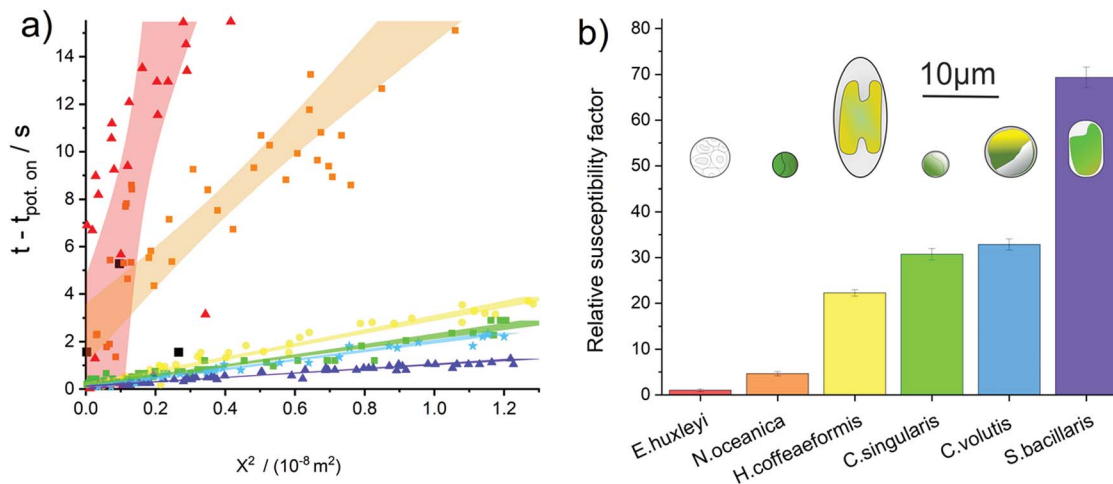 a)
t - t pot. on / s
14
12
10
8
6
4
2
0
0.0 0.2 0.4 0.6 0.8 1.0 1.2
X² / (10⁻⁸ m²)
b)
Relative susceptibility factor
80
70
60
50
40
30
20
10
0
10µm
E.huxleyi
N.oceanica
H.coffeaeformis
C.singularis
C.volutis
S.bacillaris